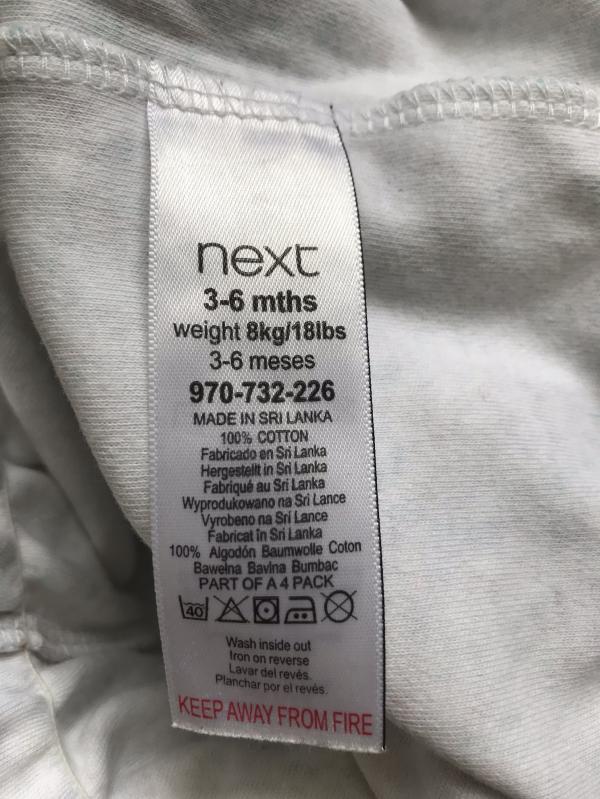 next
3-6 mths
weight 8kg/18lbs
3-6 meses
970-732-226
MADE IN SRI LANKA
100% COTTON
Fabricado en Sri Lanka
Hergestellt in Sri Lanka
Fabriqué au Sri Lanka
Wyprodukowano na Sri Lance
Vyrobeno na Srí Lance
Fabricat în Sri Lanka
100% Algodón Baumwolle Coton
Bawełna Bavlna Bumbac
PART OF A 4 PACK
40
Wash inside out
Iron on reverse
Lavar del revés.
Planchar por el revés.
KEEP AWAY FROM FIRE